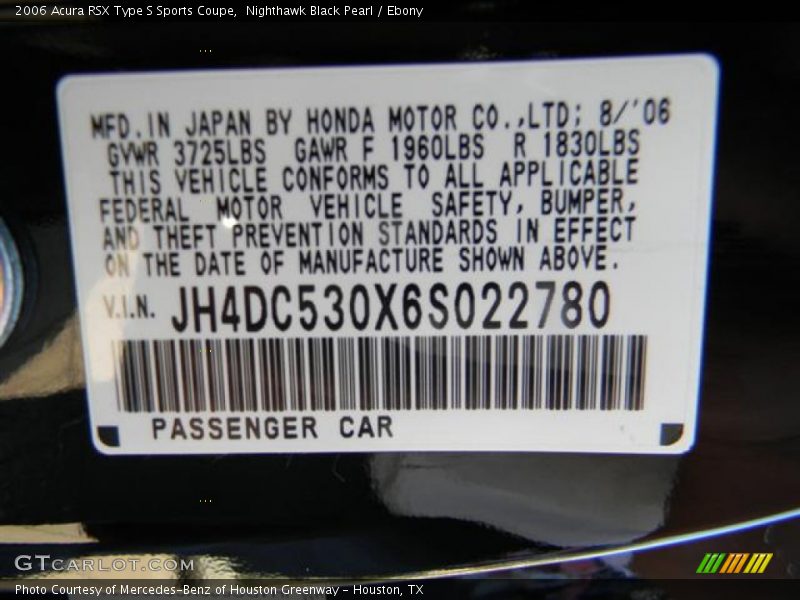 2006 Acura RSX Type S Sports Coupe,  Nighthawk Black Pearl / Ebony
MFD.IN JAPAN BY HONDA MOTOR CO.,LTD; 8/'06
GVWR 3725LBS  GAWR F 1960LBS  R 1830LBS
THIS VEHICLE CONFORMS TO ALL APPLICABLE
FEDERAL MOTOR VEHICLE SAFETY, BUMPER,
AND THEFT PREVENTION STANDARDS IN EFFECT
ON THE DATE OF MANUFACTURE SHOWN ABOVE.
V.I.N. JH4DC530X6S022780
PASSENGER CAR
GTCARLOT.COM
Photo Courtesy of Mercedes-Benz of Houston Greenway - Houston, TX